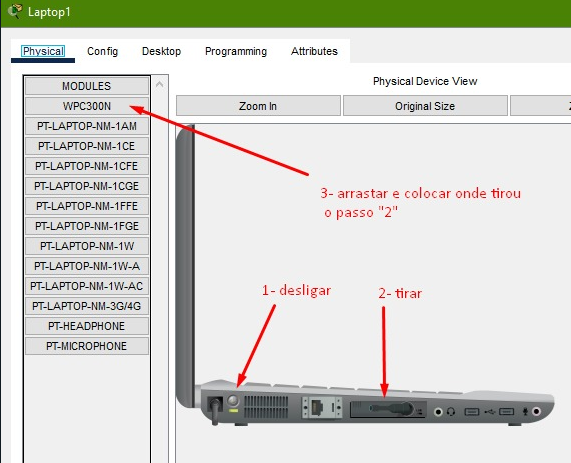 Laptop1
Physical Config Desktop Programming Attributes
MODULES
WPC300N
PT-LAPTOP-NM-1AM
PT-LAPTOP-NM-1CE
PT-LAPTOP-NM-1CFE
PT-LAPTOP-NM-1CGE
PT-LAPTOP-NM-1FFE
PT-LAPTOP-NM-1FGE
PT-LAPTOP-NM-1W
PT-LAPTOP-NM-1W-A
PT-LAPTOP-NM-1W-AC
PT-LAPTOP-NM-3G/4G
PT-HEADPHONE
PT-MICROPHONE
Physical Device View
Zoom In Original Size
3- arrastar e colocar onde tirou
o passo "2"
1- desligar
2- tirar